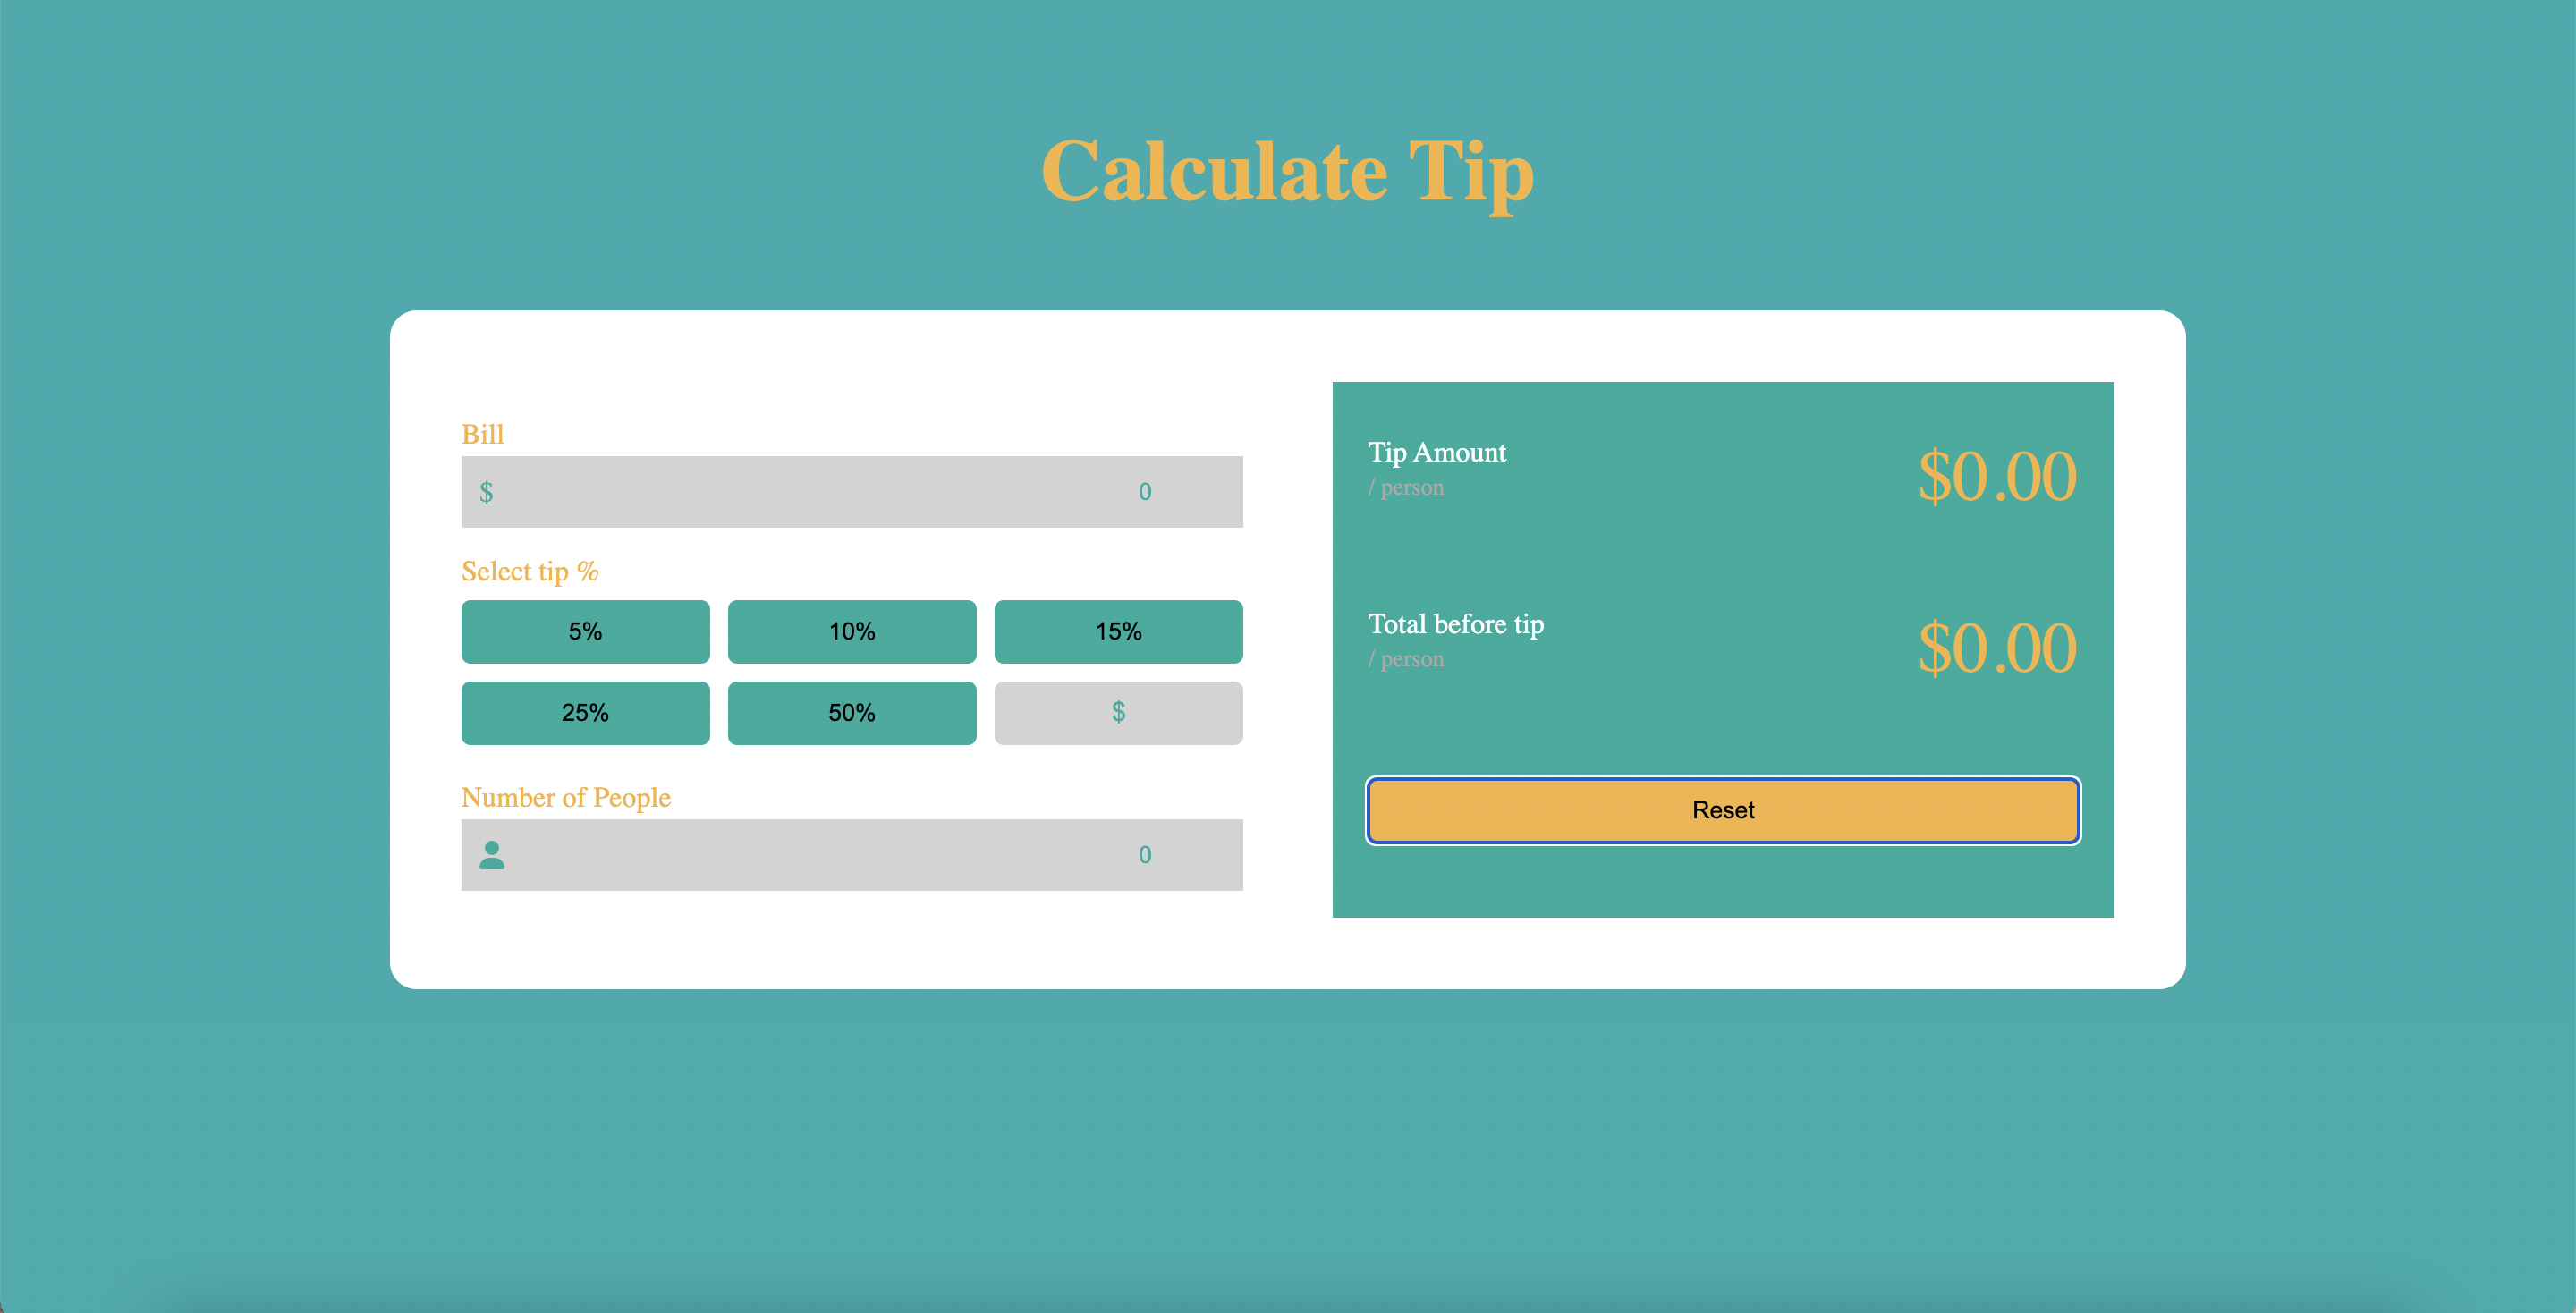 Calculate Tip
Bill
$ 0
Select tip %
5% 10% 15%
25% 50% $
Number of People
0
Tip Amount
/ person
$0.00
Total before tip
/ person
$0.00
Reset